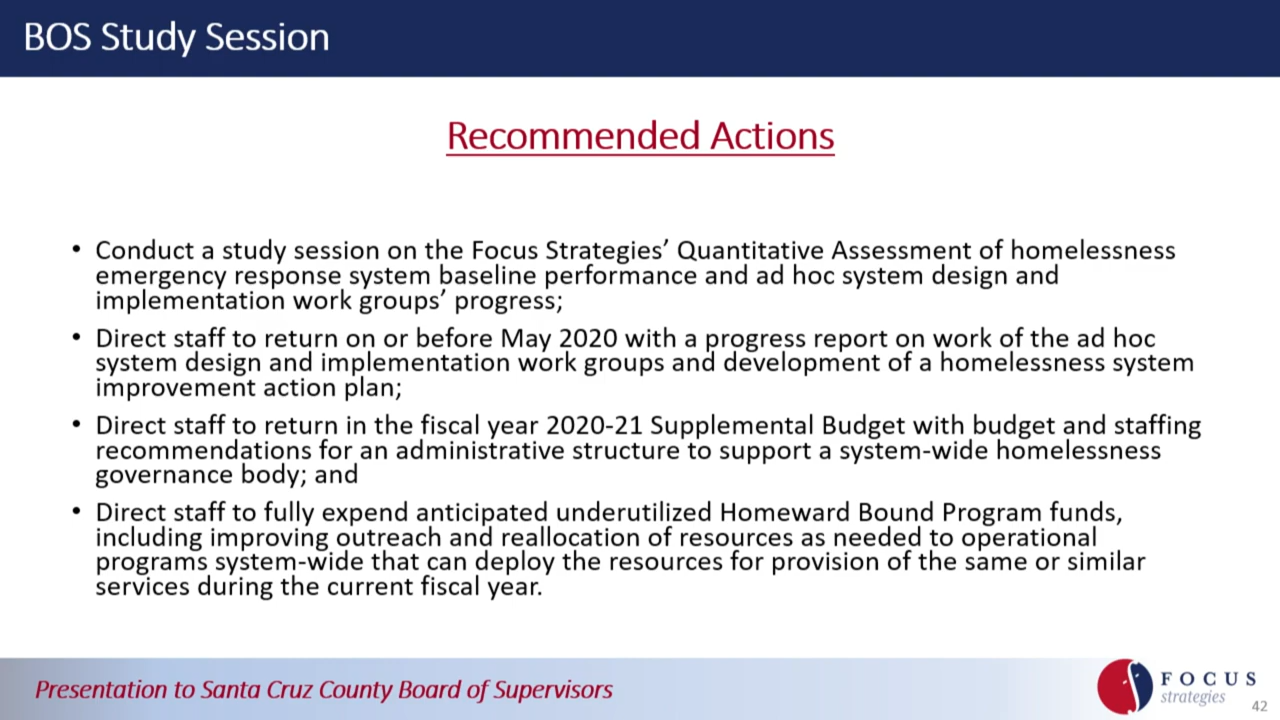 BOS Study Session
Recommended Actions
• Conduct a study session on the Focus Strategies’ Quantitative Assessment of homelessness
emergency response system baseline performance and ad hoc system design and
implementation work groups’ progress;
• Direct staff to return on or before May 2020 with a progress report on work of the ad hoc
system design and implementation work groups and development of a homelessness system
improvement action plan;
• Direct staff to return in the fiscal year 2020-21 Supplemental Budget with budget and staffing
recommendations for an administrative structure to support a system-wide homelessness
governance body; and
• Direct staff to fully expend anticipated underutilized Homeward Bound Program funds,
including improving outreach and reallocation of resources as needed to operational
programs system-wide that can deploy the resources for provision of the same or similar
services during the current fiscal year.
Presentation to Santa Cruz County Board of Supervisors
FOCUS
strategies
42